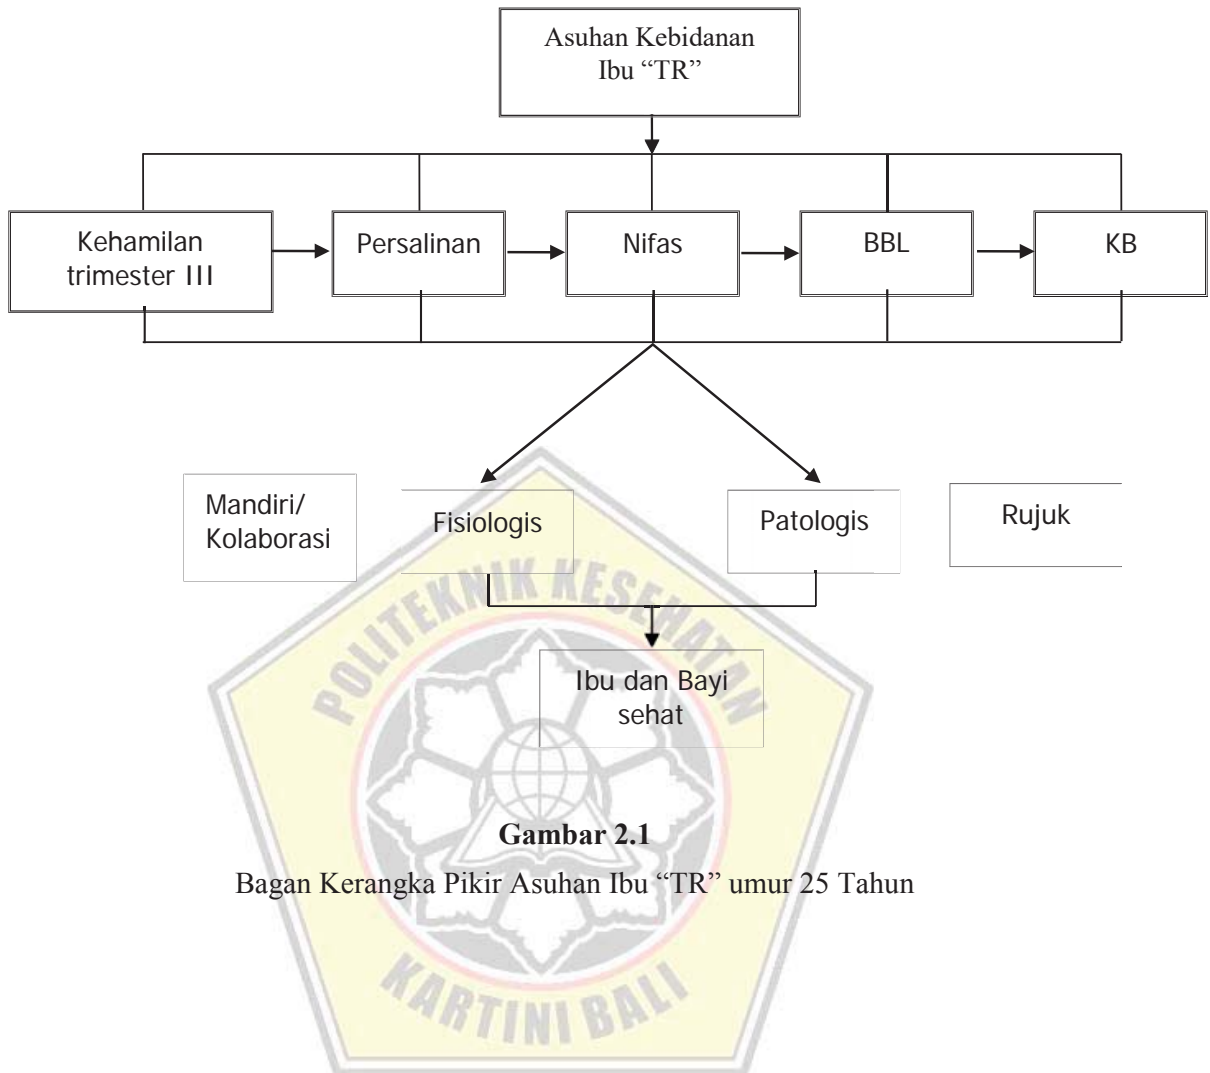 Asuhan Kebidanan
Ibu “TR”
Kehamilan
trimester III
Persalinan
Nifas
BBL
KB
Mandiri/
Kolaborasi
Fisiologis
Patologis
Rujuk
POLITEKNIK KESEHATAN
Ibu dan Bayi
sehat
Gambar 2.1
Bagan Kerangka Pikir Asuhan Ibu “TR” umur 25 Tahun
KARTINI BALI